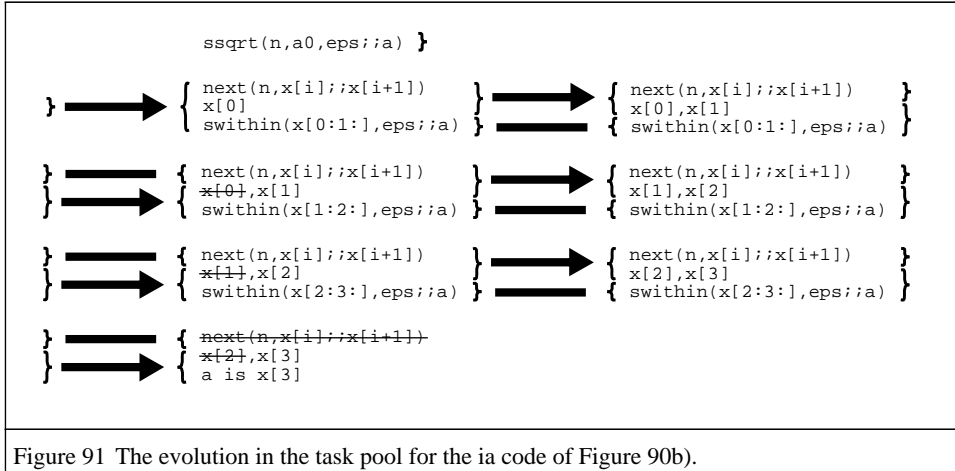 ssqrt(n,a0,eps;;a) }
} { next(n,x[i];;x[i+1]) } { next(n,x[i];;x[i+1]) }
x[0] x[0],x[1]
swithin(x[0:1:],eps;;a) } { swithin(x[0:1:],eps;;a) }
} { next(n,x[i];;x[i+1]) } { next(n,x[i];;x[i+1]) }
} { x[0],x[1] x[1],x[2]
swithin(x[1:2:],eps;;a) } { swithin(x[1:2:],eps;;a) }
} { next(n,x[i];;x[i+1]) } { next(n,x[i];;x[i+1]) }
} { x[1],x[2] x[2],x[3]
swithin(x[2:3:],eps;;a) } { swithin(x[2:3:],eps;;a) }
} { next(n,x[i];;x[i+1])
} { x[2],x[3]
a is x[3]
Figure 91 The evolution in the task pool for the ia code of Figure 90b).